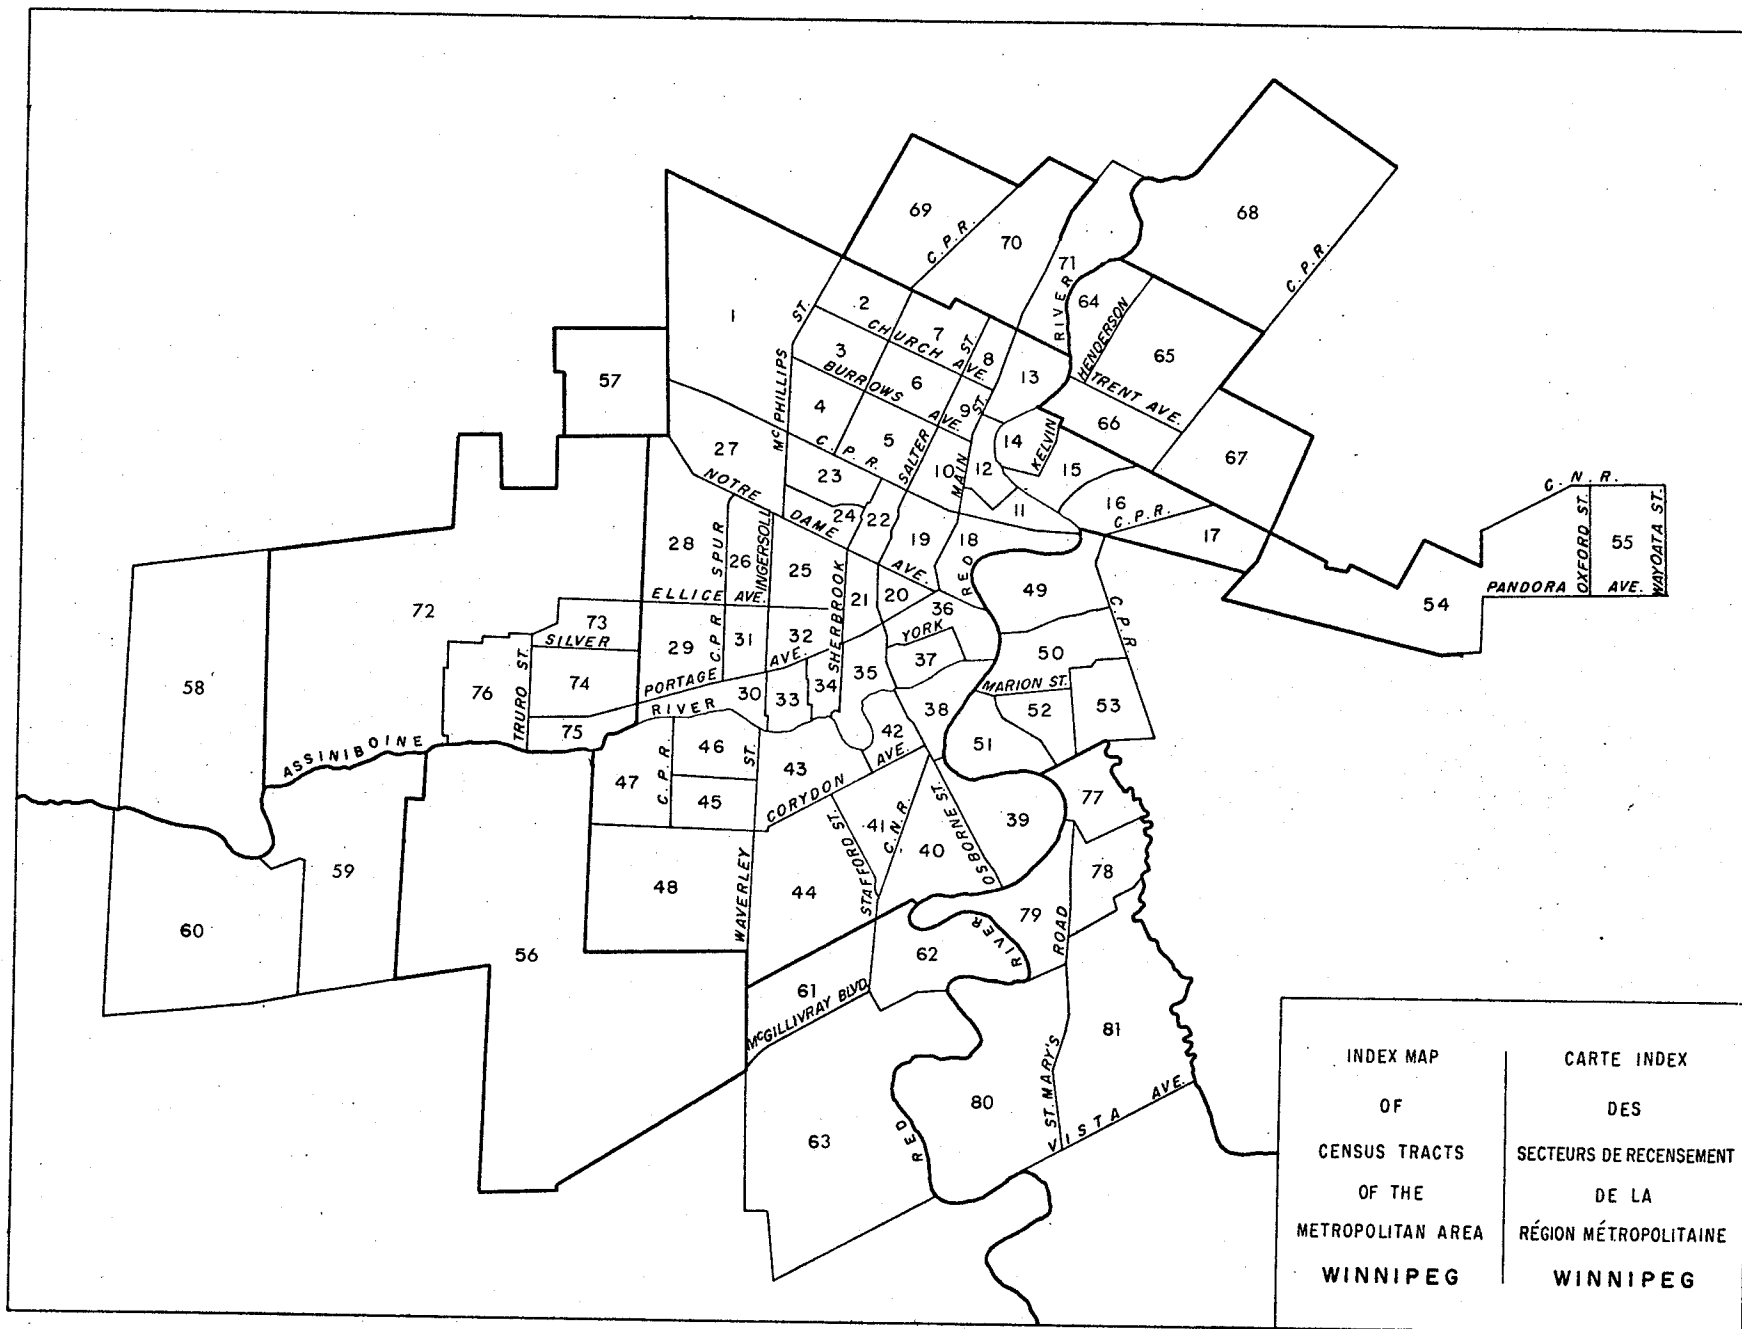 69
C. P. R.
70
68
C. P. R.
71
RIVER
64
HENDERSON
65
TRENT AVE.
66
67
1
ST.
McPHILLIPS
2
CHURCH AVE.
7
ST.
8
13
3
BURROWS AVE.
6
9
ST.
4
C. P. R.
5
SALTER
10
MAIN
12
14
KELVIN
15
16
C. P. R.
17
11
57
27
NOTRE DAME AVE.
23
24
22
19
18
RED
28
C.P.R. SPUR
26
INGERSOLL
25
ELLICE AVE.
SHERBROOK
21
20
36
49
C. P. R.
54
C. N. R.
PANDORA AVE.
OXFORD ST.
55
WAYOATA ST.
72
73
SILVER
29
31
32
PORTAGE AVE.
YORK
37
35
50
58
76
TRURO ST.
74
75
RIVER
30
33
34
38
MARION ST.
52
53
51
ASSINIBOINE
47
C. P. R.
46
45
ST.
WAVERLEY
43
42
CORYDON AVE.
STAFFORD ST.
41
C. N. R.
OSBORNE ST.
40
39
77
78
59
60
56
48
44
79
ROAD
ST. MARY'S
62
RIVER
61
McGILLIVRAY BLVD.
63
RED
80
81
VISTA AVE.
INDEX MAP
OF
CENSUS TRACTS
OF THE
METROPOLITAN AREA
WINNIPEG
CARTE INDEX
DES
SECTEURS DE RECENSEMENT
DE LA
RÉGION MÉTROPOLITAINE
WINNIPEG